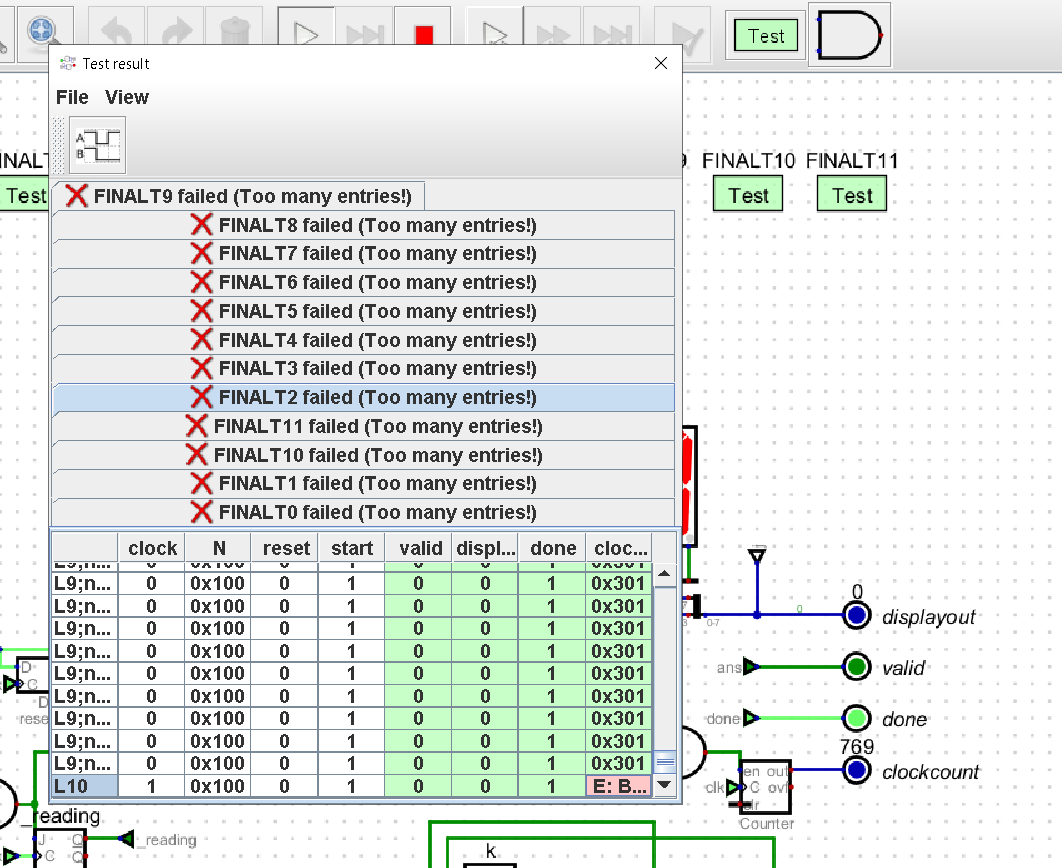 Test
Test result
File View
A
B
FINALT10 FINALT11
Test Test Test
FINALT9 failed (Too many entries!)
FINALT8 failed (Too many entries!)
FINALT7 failed (Too many entries!)
FINALT6 failed (Too many entries!)
FINALT5 failed (Too many entries!)
FINALT4 failed (Too many entries!)
FINALT3 failed (Too many entries!)
FINALT2 failed (Too many entries!)
FINALT11 failed (Too many entries!)
FINALT10 failed (Too many entries!)
FINALT1 failed (Too many entries!)
FINALT0 failed (Too many entries!)
clock N reset start valid displ... done cloc...
L9;n... 0 0x100 0 1 0 0 1 0x301
L9;n... 0 0x100 0 1 0 0 1 0x301
L9;n... 0 0x100 0 1 0 0 1 0x301
L9;n... 0 0x100 0 1 0 0 1 0x301
L9;n... 0 0x100 0 1 0 0 1 0x301
L9;n... 0 0x100 0 1 0 0 1 0x301
L9;n... 0 0x100 0 1 0 0 1 0x301
L9;n... 0 0x100 0 1 0 0 1 0x301
L9;n... 0 0x100 0 1 0 0 1 0x301
L9;n... 0 0x100 0 1 0 0 1 0x301
L10 1 0x100 0 1 0 0 1 E: B...
0
0-7 0 displayout
ans valid
done done
769
clockcount
en out
clk C ovf
clr
Counter
D
C
D
rese
_reading
J Q
C Q
_reading
k